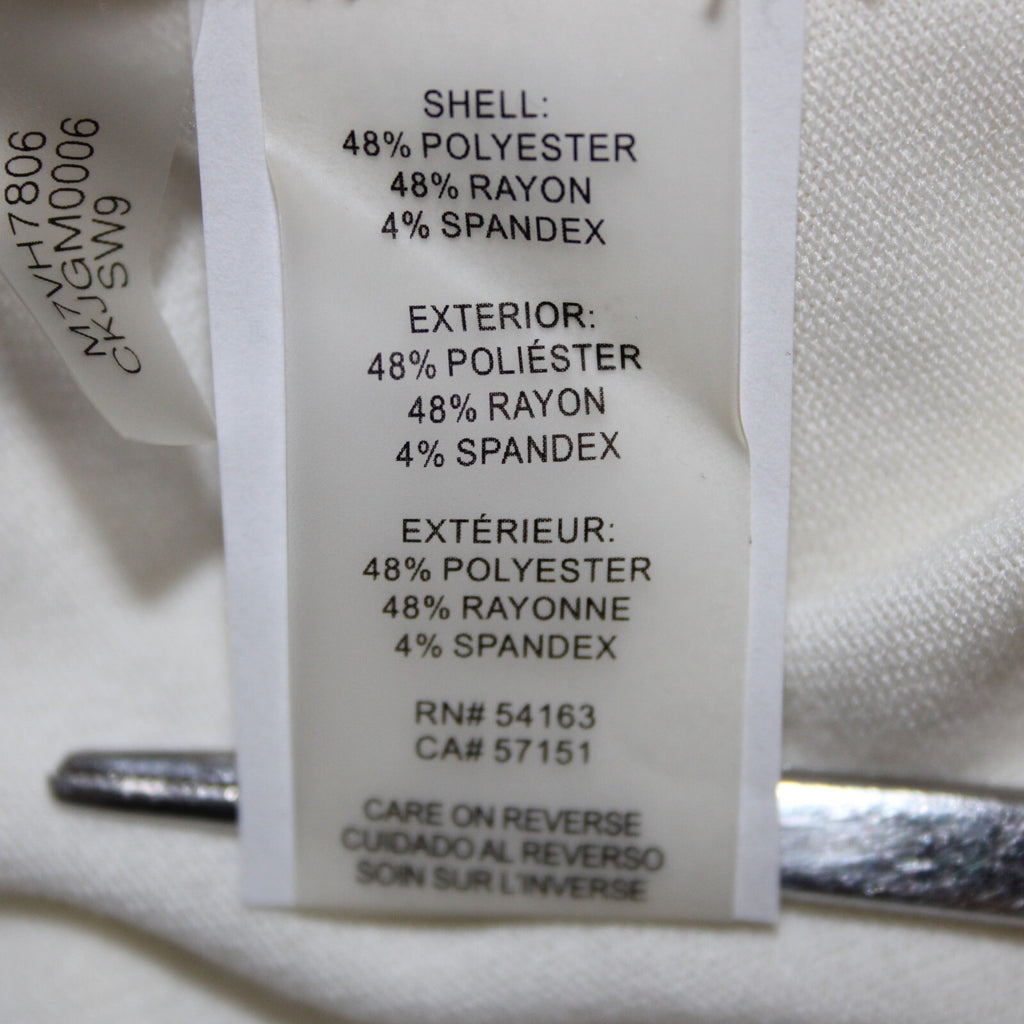 M7VH7806
CKJGM0006
SW9
SHELL:
48% POLYESTER
48% RAYON
4% SPANDEX
EXTERIOR:
48% POLIÉSTER
48% RAYON
4% SPANDEX
EXTÉRIEUR:
48% POLYESTER
48% RAYONNE
4% SPANDEX
RN# 54163
CA# 57151
CARE ON REVERSE
CUIDADO AL REVERSO
SOIN SUR L'INVERSE